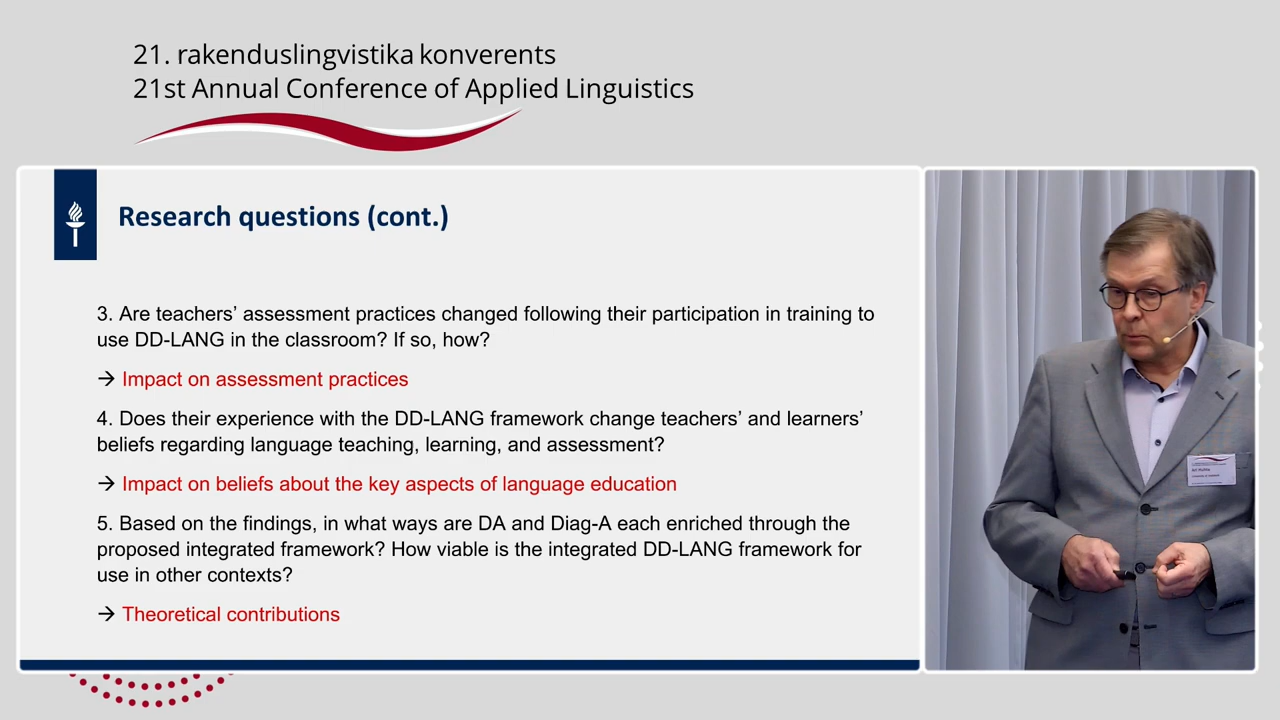 21. rakenduslingvistika konverents
21st Annual Conference of Applied Linguistics
Research questions (cont.)
3. Are teachers’ assessment practices changed following their participation in training to
use DD-LANG in the classroom? If so, how?
→ Impact on assessment practices
4. Does their experience with the DD-LANG framework change teachers’ and learners’
beliefs regarding language teaching, learning, and assessment?
→ Impact on beliefs about the key aspects of language education
5. Based on the findings, in what ways are DA and Diag-A each enriched through the
proposed integrated framework? How viable is the integrated DD-LANG framework for
use in other contexts?
→ Theoretical contributions